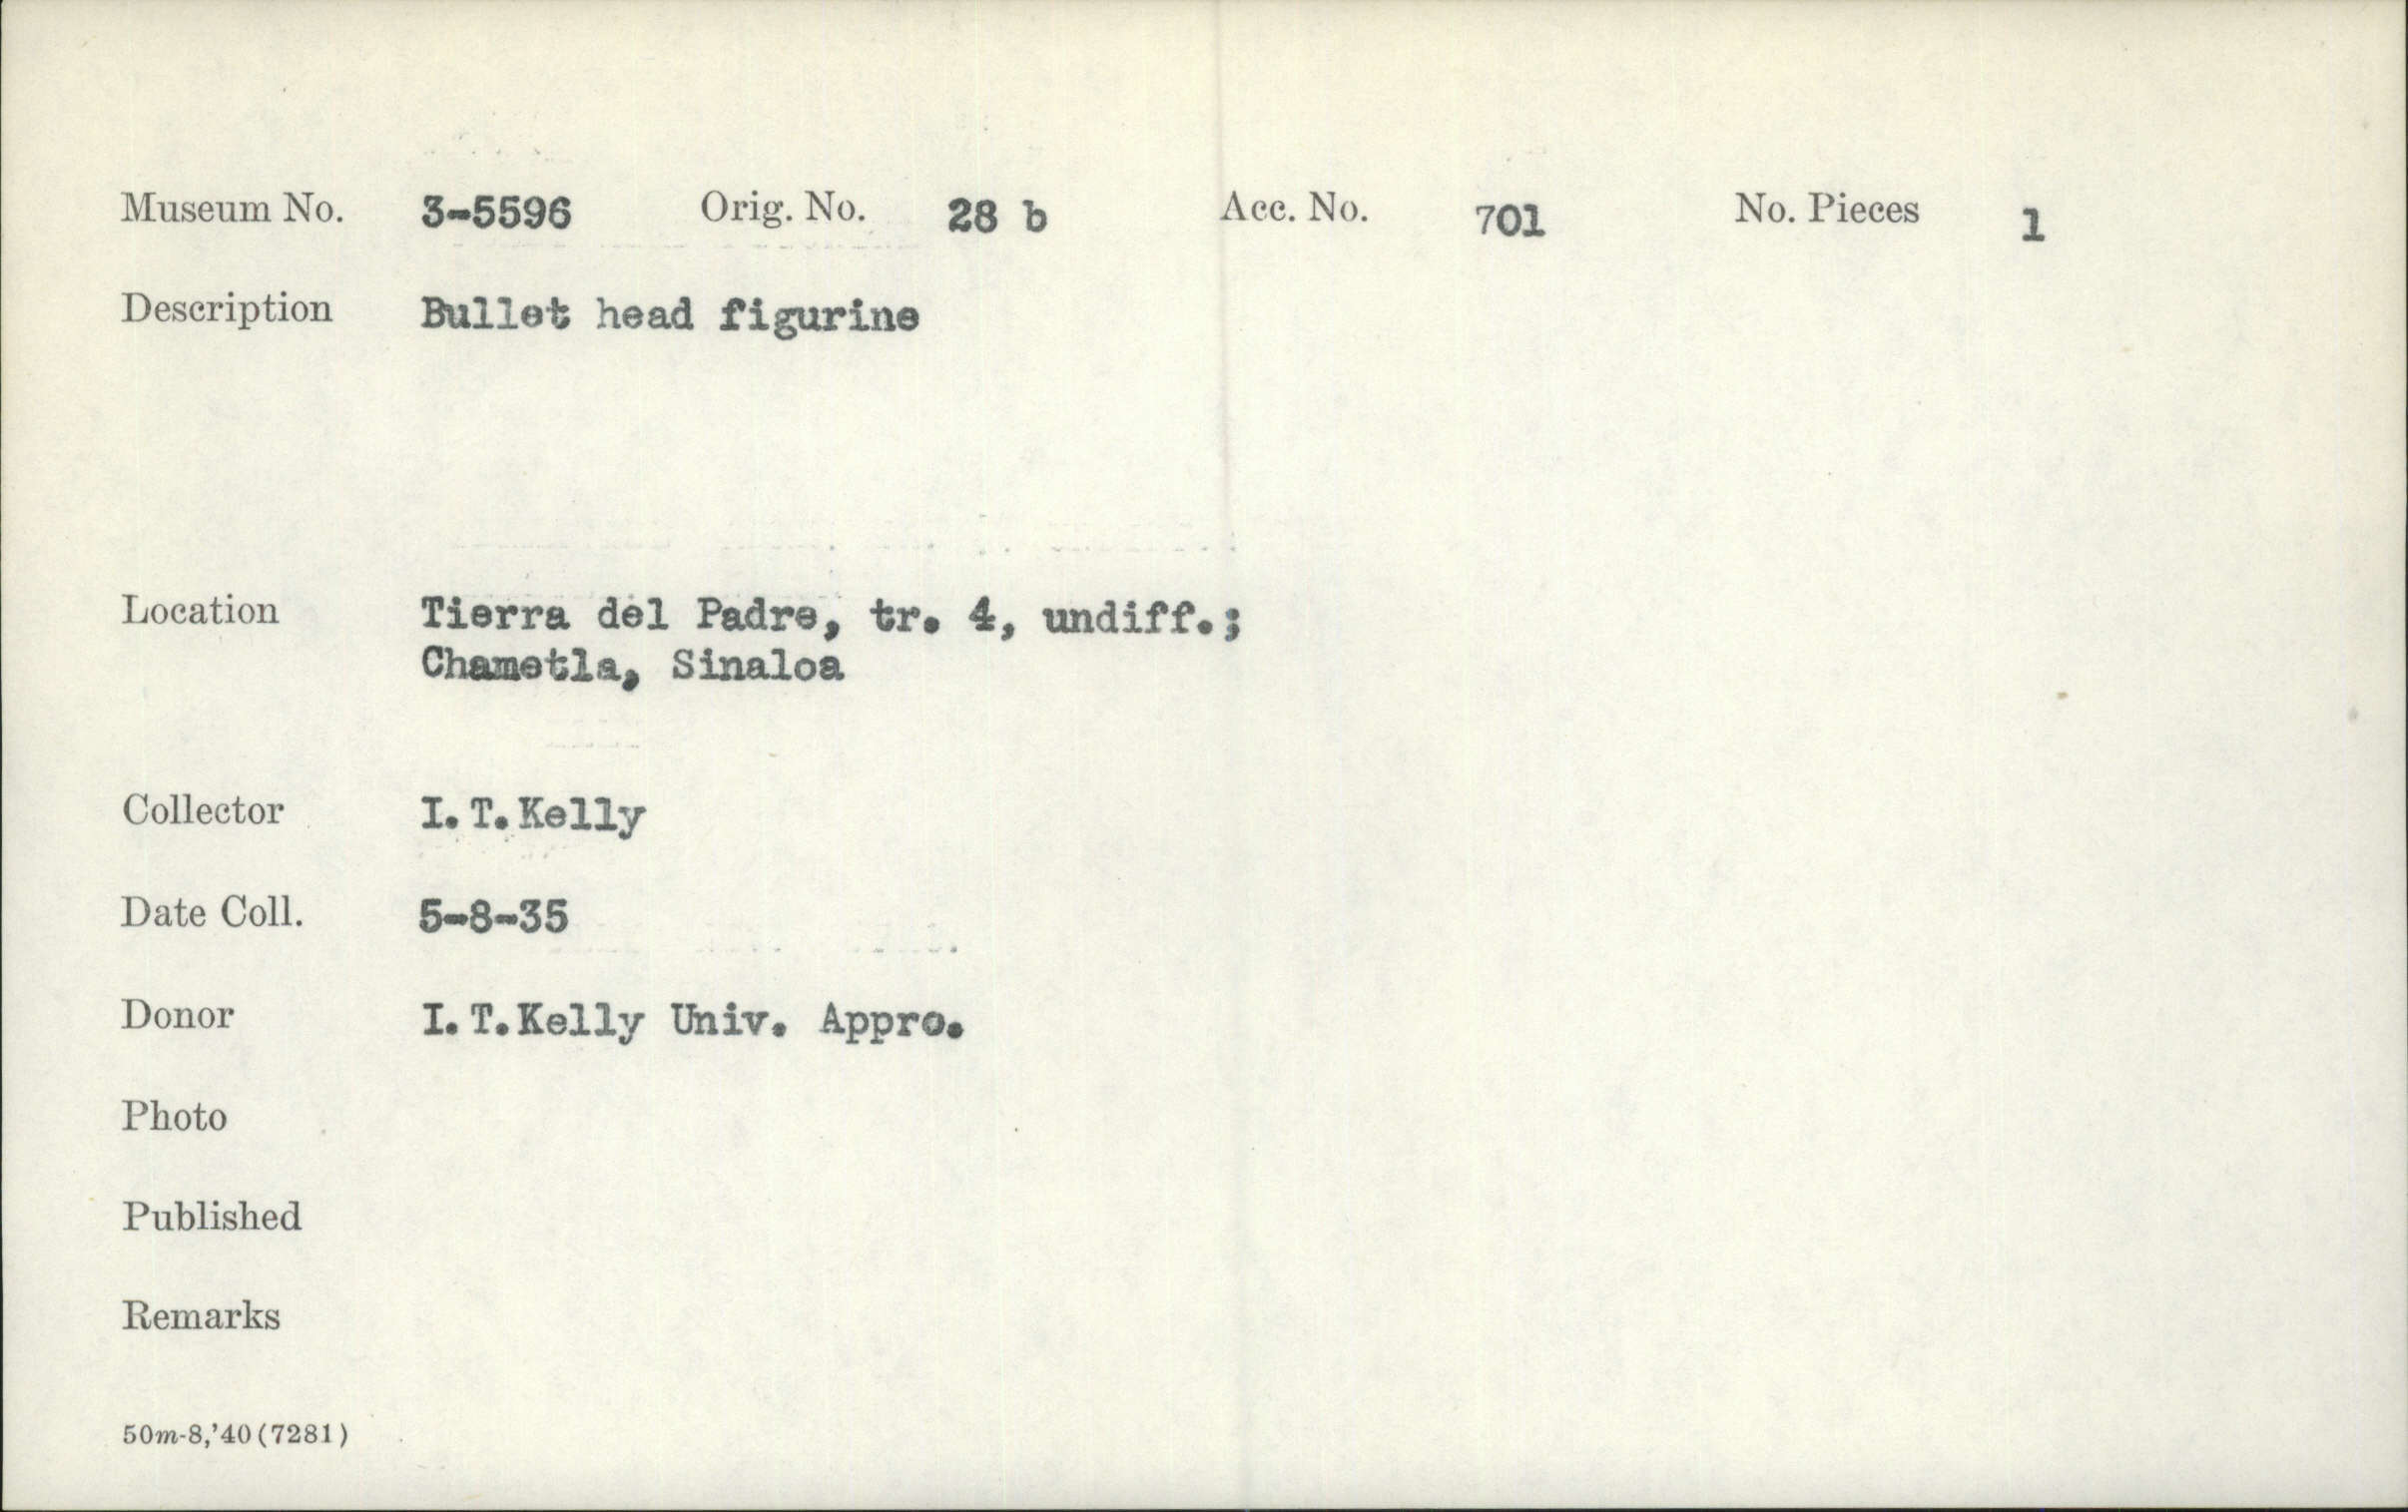 Museum No. 3-5596 Orig. No. 28 b Acc. No. 701 No. Pieces 1
Description Bullet head figurine
Location Tierra del Padre, tr. 4, undiff.;
Chametla, Sinaloa
Collector I.T.Kelly
Date Coll. 5-8-35
Donor I.T.Kelly Univ. Appro.
Photo
Published
Remarks
50m-8,'40(7281)